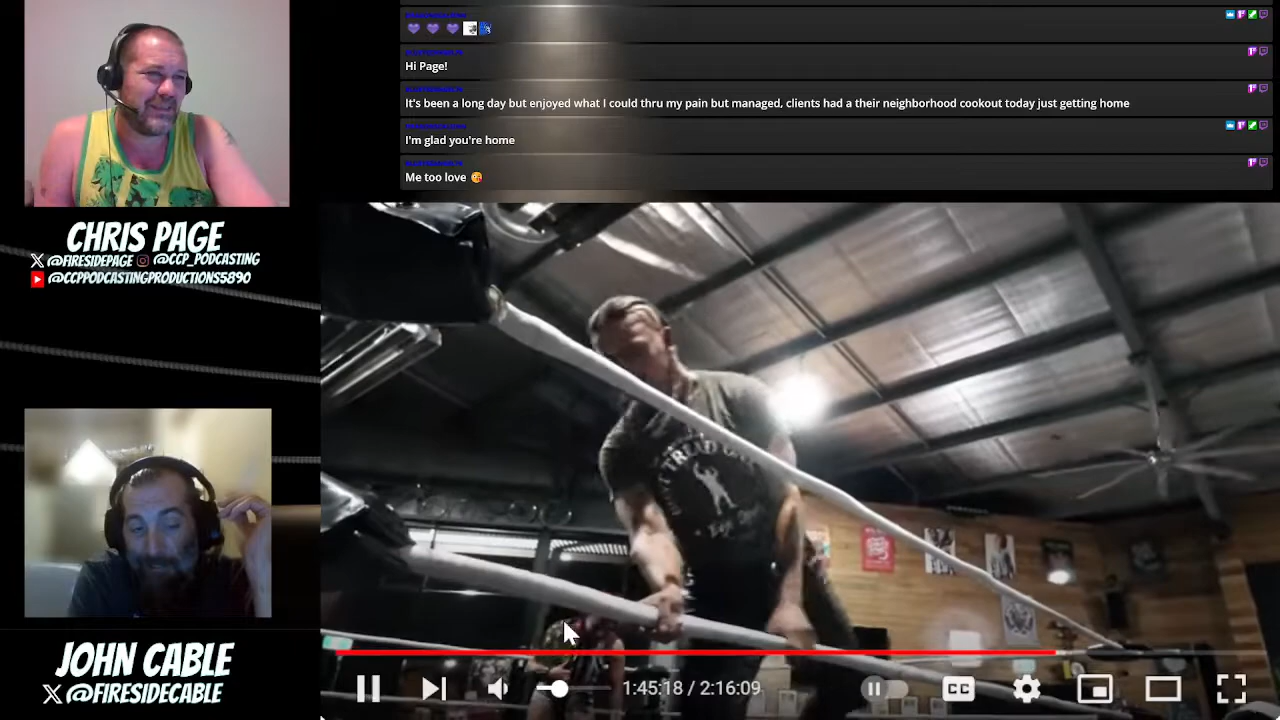 Hi Page!
It's been a long day but enjoyed what I could thru my pain but managed, clients had a their neighborhood cookout today just getting home
I'm glad you're home
Me too love
CHRIS PAGE
@FIRESIDEPAGE @CCP_PODCASTING
@CCPPODCASTINGPRODUCTIONS5890
JOHN CABLE
@FIRESIDECABLE
1:45:18 / 2:16:09
CC